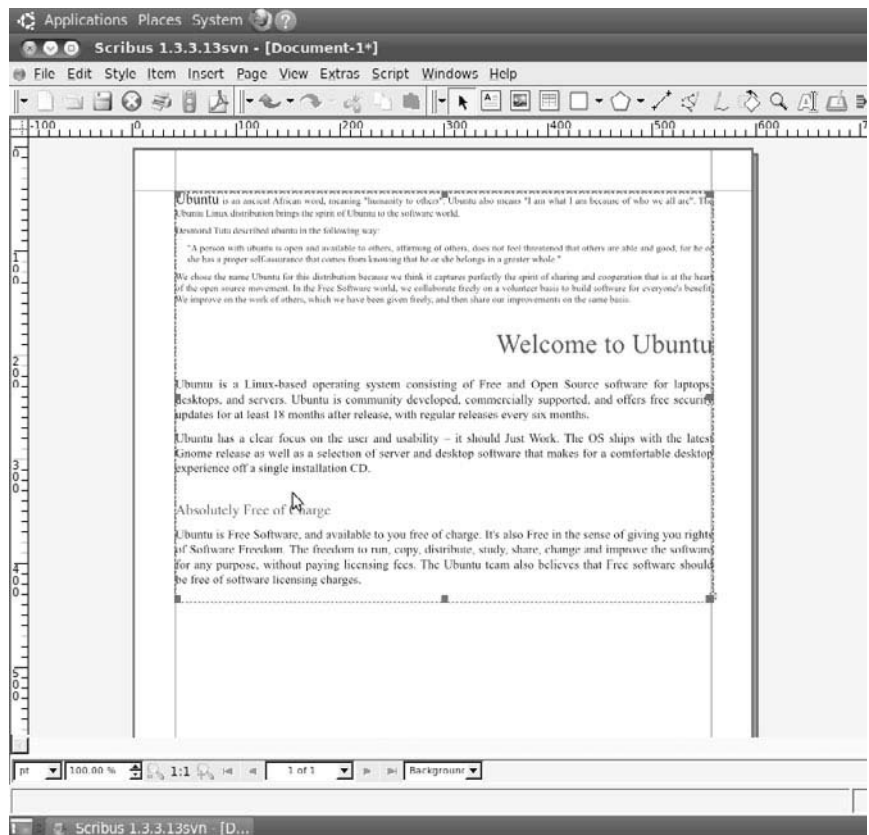 Applications Places System
Scribus 1.3.3.13svn - [Document-1*]
File Edit Style Item Insert Page View Extras Script Windows Help
-100 0 100 200 300 400 500 600
Ubuntu is an ancient African word, meaning "humanity to others". Ubuntu also means "I am what I am because of who we all are". The
Ubuntu Linux distribution brings the spirit of Ubuntu to the software world.
Desmond Tutu described ubuntu in the following way:
"A person with ubuntu is open and available to others, affirming of others, does not feel threatened that others are able and good, for he or
she has a proper self-assurance that comes from knowing that he or she belongs in a greater whole."
We chose the name Ubuntu for this distribution because we think it captures perfectly the spirit of sharing and cooperation that is at the heart
of the open source movement. In the Free Software world, we collaborate freely on a volunteer basis to build software for everyone's benefit.
We improve on the work of others, which we have been given freely, and then share our improvements on the same basis.
Welcome to Ubuntu
Ubuntu is a Linux-based operating system consisting of Free and Open Source software for laptops,
desktops, and servers. Ubuntu is community developed, commercially supported, and offers free security
updates for at least 18 months after release, with regular releases every six months.
Ubuntu has a clear focus on the user and usability – it should Just Work. The OS ships with the latest
Gnome release as well as a selection of server and desktop software that makes for a comfortable desktop
experience off a single installation CD.
Absolutely Free of Charge
Ubuntu is Free Software, and available to you free of charge. It's also Free in the sense of giving you rights
of Software Freedom. The freedom to run, copy, distribute, study, share, change and improve the software
for any purpose, without paying licensing fees. The Ubuntu team also believes that Free software should
be free of software licensing charges.
0
100
200
300
400
500
pt 100.00 % 1:1 1 of 1 Background
Scribus 1.3.3.13svn - [D...